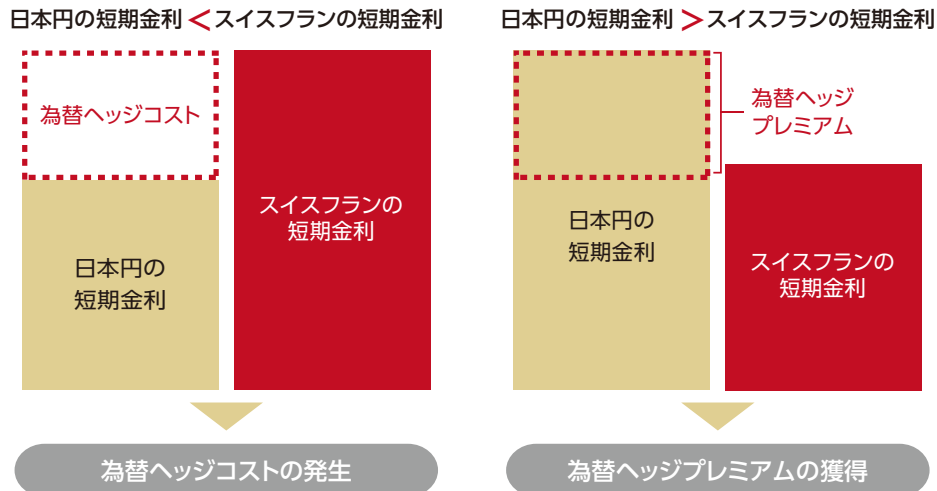 日本円の短期金利＜スイスフランの短期金利
為替ヘッジコスト
日本円の
短期金利
スイスフランの
短期金利
為替ヘッジコストの発生
日本円の短期金利＞スイスフランの短期金利
為替ヘッジ
プレミアム
日本円の
短期金利
スイスフランの
短期金利
為替ヘッジプレミアムの獲得